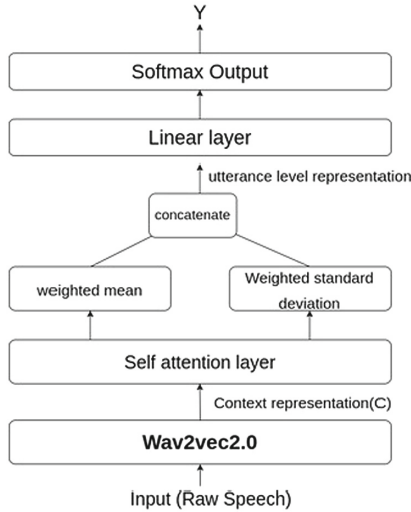 Y
Softmax Output
Linear layer
utterance level representation
concatenate
weighted mean
Weighted standard
deviation
Self attention layer
Context representation(C)
Wav2vec2.0
Input (Raw Speech)